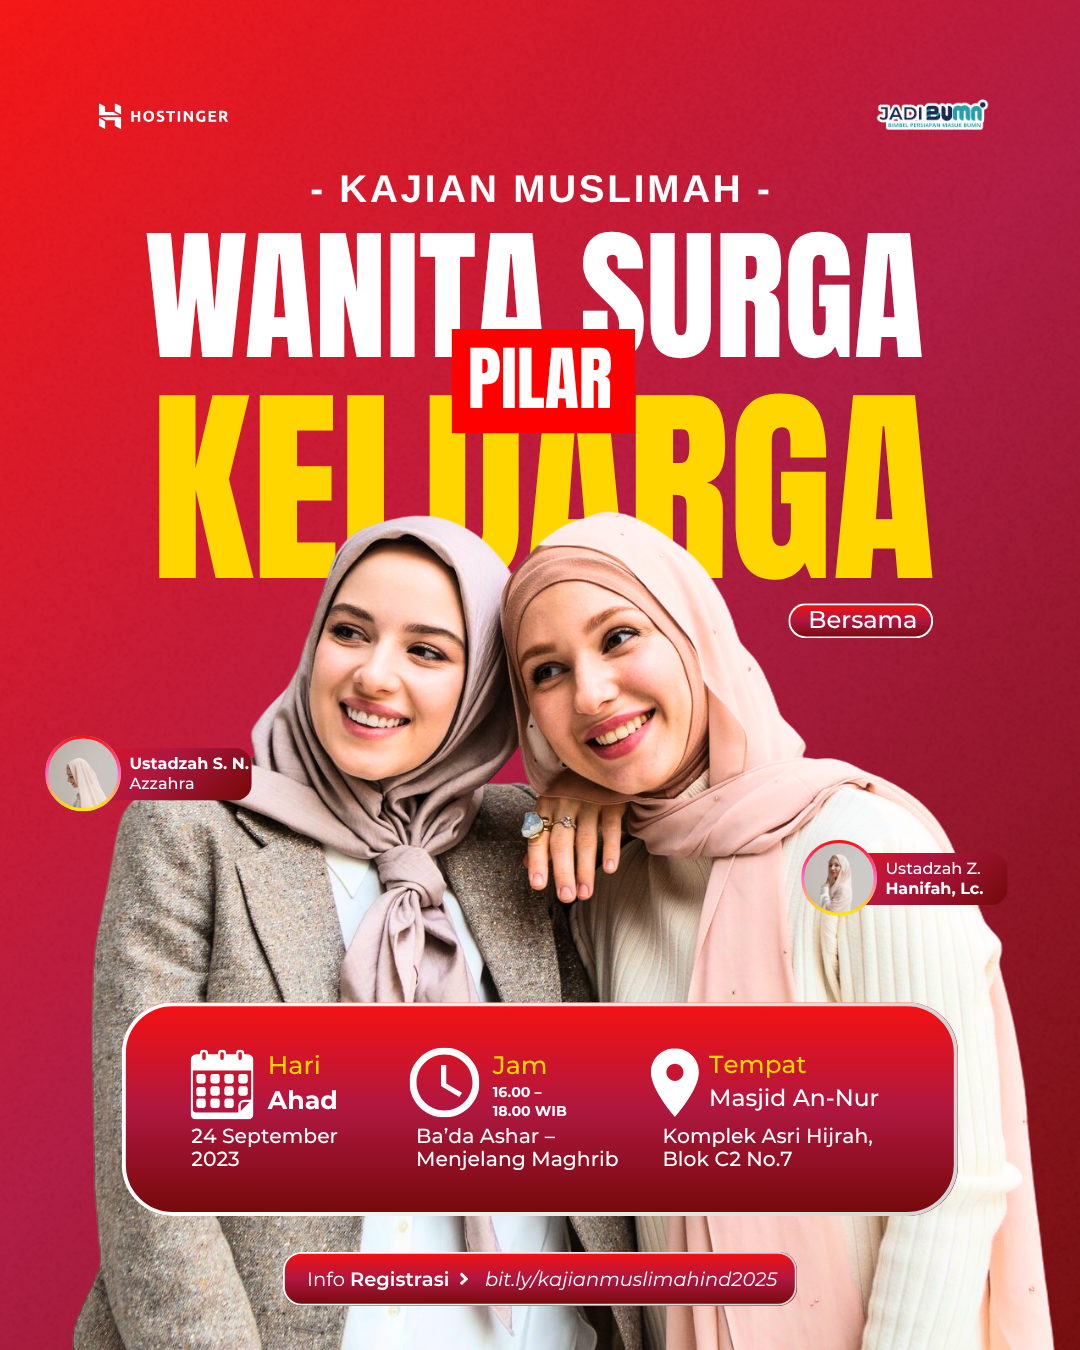 HOSTINGER
JADI BUMN
BIMBEL PERSIAPAN MASUK BUMN
- KAJIAN MUSLIMAH -
WANITA SURGA
PILAR
KELUARGA
Bersama
Ustadzah S. N.
Azzahra
Ustadzah Z.
Hanifah, Lc.
Hari
Ahad
24 September
2023
Jam
16.00 –
18.00 WIB
Ba’da Ashar –
Menjelang Maghrib
Tempat
Masjid An-Nur
Komplek Asri Hijrah,
Blok C2 No.7
Info Registrasi > bit.ly/kajianmuslimahind2025